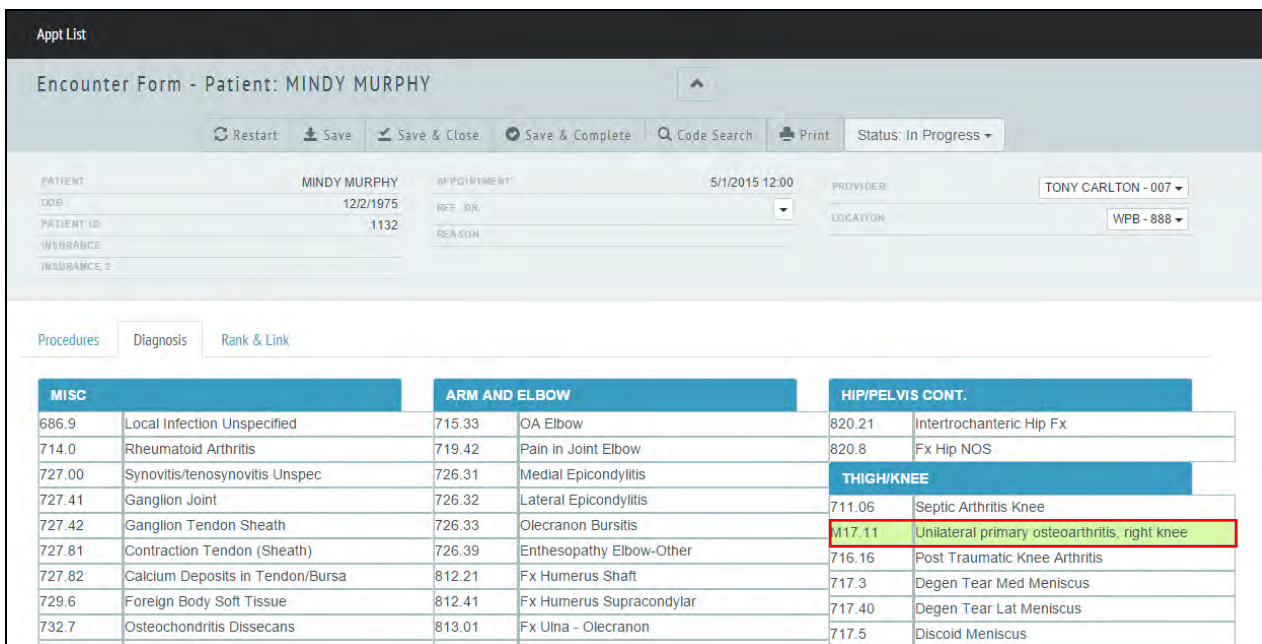 Appt List
Encounter Form - Patient: MINDY MURPHY
Restart Save Save & Close Save & Complete Code Search Print Status: In Progress
PATIENT MINDY MURPHY
DOB 12/2/1975
PATIENT ID 1132
INSURANCE
INSURANCE 2
APPOINTMENT 5/1/2015 12:00
REF. DR.
REASON
PROVIDER TONY CARLTON - 007
LOCATION WPB - 888
Procedures Diagnosis Rank & Link
MISC
686.9 Local Infection Unspecified
714.0 Rheumatoid Arthritis
727.00 Synovitis/tenosynovitis Unspec
727.41 Ganglion Joint
727.42 Ganglion Tendon Sheath
727.81 Contraction Tendon (Sheath)
727.82 Calcium Deposits in Tendon/Bursa
729.6 Foreign Body Soft Tissue
732.7 Osteochondritis Dissecans
ARM AND ELBOW
715.33 OA Elbow
719.42 Pain in Joint Elbow
726.31 Medial Epicondylitis
726.32 Lateral Epicondylitis
726.33 Olecranon Bursitis
726.39 Enthesopathy Elbow-Other
812.21 Fx Humerus Shaft
812.41 Fx Humerus Supracondylar
813.01 Fx Ulna - Olecranon
HIP/PELVIS CONT.
820.21 Intertrochanteric Hip Fx
820.8 Fx Hip NOS
THIGH/KNEE
711.06 Septic Arthritis Knee
M17.11 Unilateral primary osteoarthritis, right knee
716.16 Post Traumatic Knee Arthritis
717.3 Degen Tear Med Meniscus
717.40 Degen Tear Lat Meniscus
717.5 Discoid Meniscus